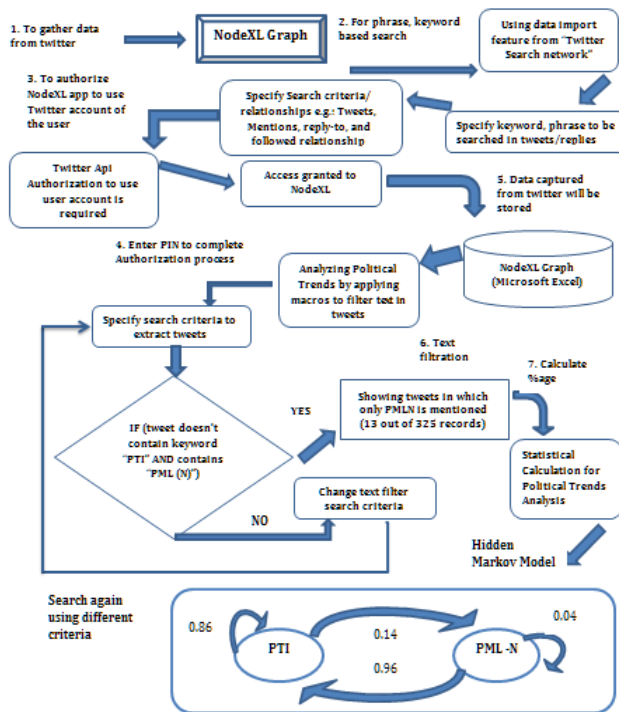 1. To gather data
from twitter
NodeXL Graph
2. For phrase, keyword
based search
Using data import
feature from "Twitter
Search network"
3. To authorize
NodeXL app to use
Twitter account of
the user
Specify Search criteria/
relationships e.g.: Tweets,
Mentions, reply-to, and
followed relationship
Specify keyword, phrase to be
searched in tweets/replies
Twitter Api
Authorization to use
user account is
required
Access granted to
NodeXL
5. Data captured
from twitter will be
stored
4. Enter PIN to complete
Authorization process
Analyzing Political
Trends by applying
macros to filter text in
tweets
NodeXL Graph
(Microsoft Excel)
Specify search criteria to
extract tweets
6. Text
filtration
7. Calculate
%age
IF (tweet doesn't
contain keyword
"PTI" AND contains
"PML (N)")
YES
Showing tweets in which
only PMLN is mentioned
(13 out of 325 records)
Statistical
Calculation for
Political Trends
Analysis
NO
Change text filter
search criteria
Hidden
Markov Model
Search again
using different
criteria
0.86
PTI
0.14
0.96
PML -N
0.04